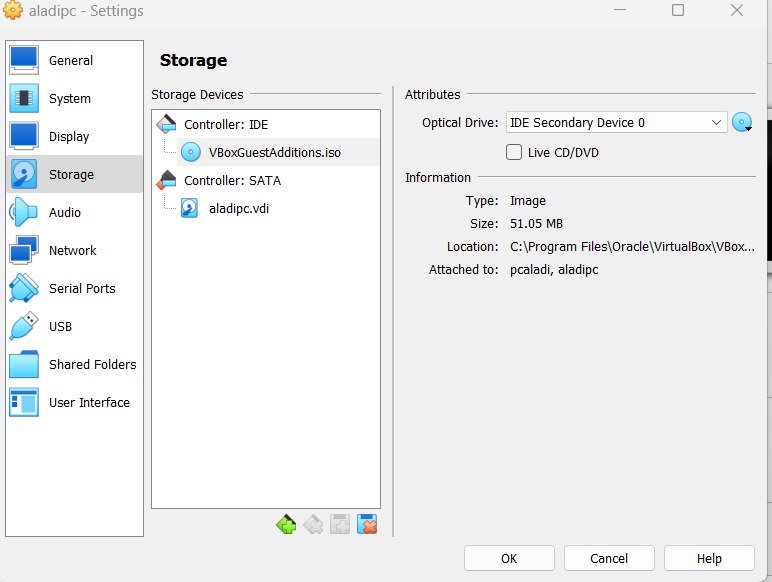 aladipc - Settings
General
System
Display
Storage
Audio
Network
Serial Ports
USB
Shared Folders
User Interface
Storage
Storage Devices
Controller: IDE
VBoxGuestAdditions.iso
Controller: SATA
aladipc.vdi
Attributes
Optical Drive: IDE Secondary Device 0
Live CD/DVD
Information
Type: Image
Size: 51.05 MB
Location: C:\Program Files\Oracle\VirtualBox\VBox...
Attached to: pcaladi, aladipc
OK Cancel Help